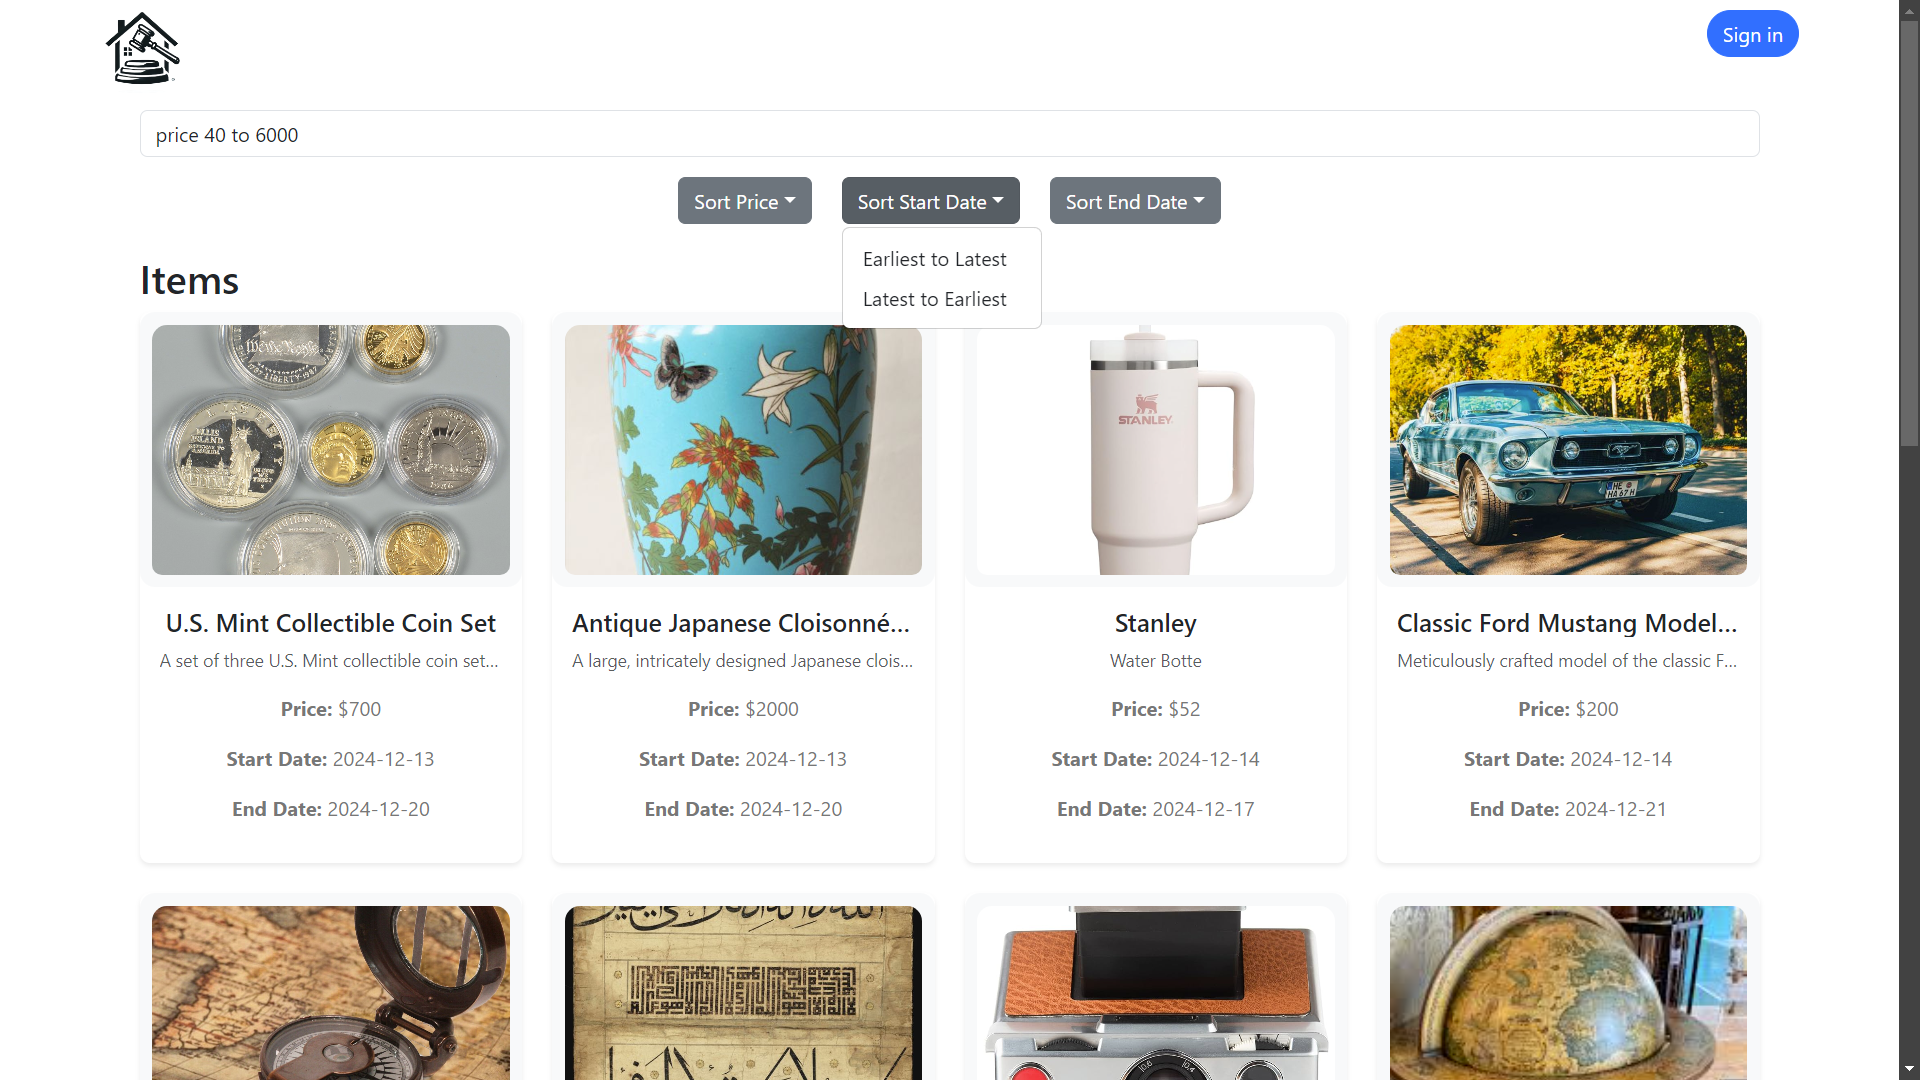 Sign in
price 40 to 6000
Sort Price
Sort Start Date
Sort End Date
Earliest to Latest
Latest to Earliest
Items
STANLEY
U.S. Mint Collectible Coin Set
A set of three U.S. Mint collectible coin set...
Price: $700
Start Date: 2024-12-13
End Date: 2024-12-20
Antique Japanese Cloisonné...
A large, intricately designed Japanese clois...
Price: $2000
Start Date: 2024-12-13
End Date: 2024-12-20
Stanley
Water Botte
Price: $52
Start Date: 2024-12-14
End Date: 2024-12-17
Classic Ford Mustang Model...
Meticulously crafted model of the classic F...
Price: $200
Start Date: 2024-12-14
End Date: 2024-12-21